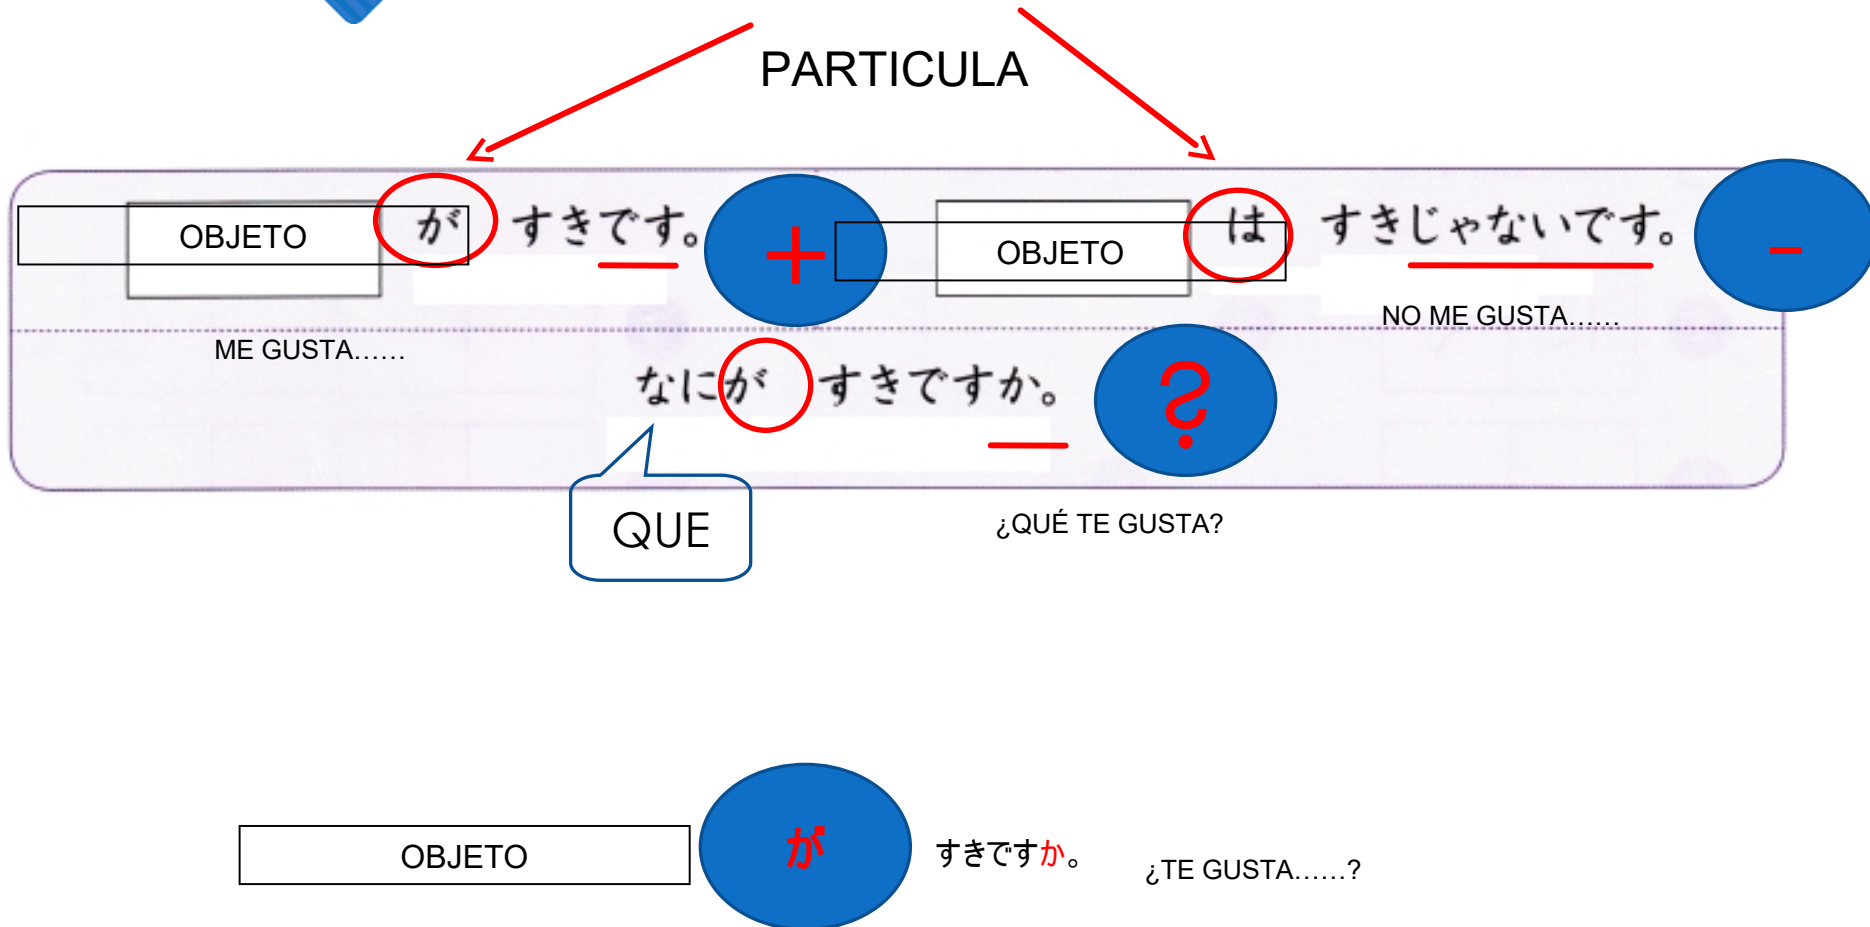 PARTICULA
OBJETO が すきです。 + OBJETO は すきじゃないです。 -
ME GUSTA......
NO ME GUSTA......
なにが すきですか。 ?
QUE
¿QUÉ TE GUSTA?
OBJETO が すきですか。 ¿TE GUSTA......?